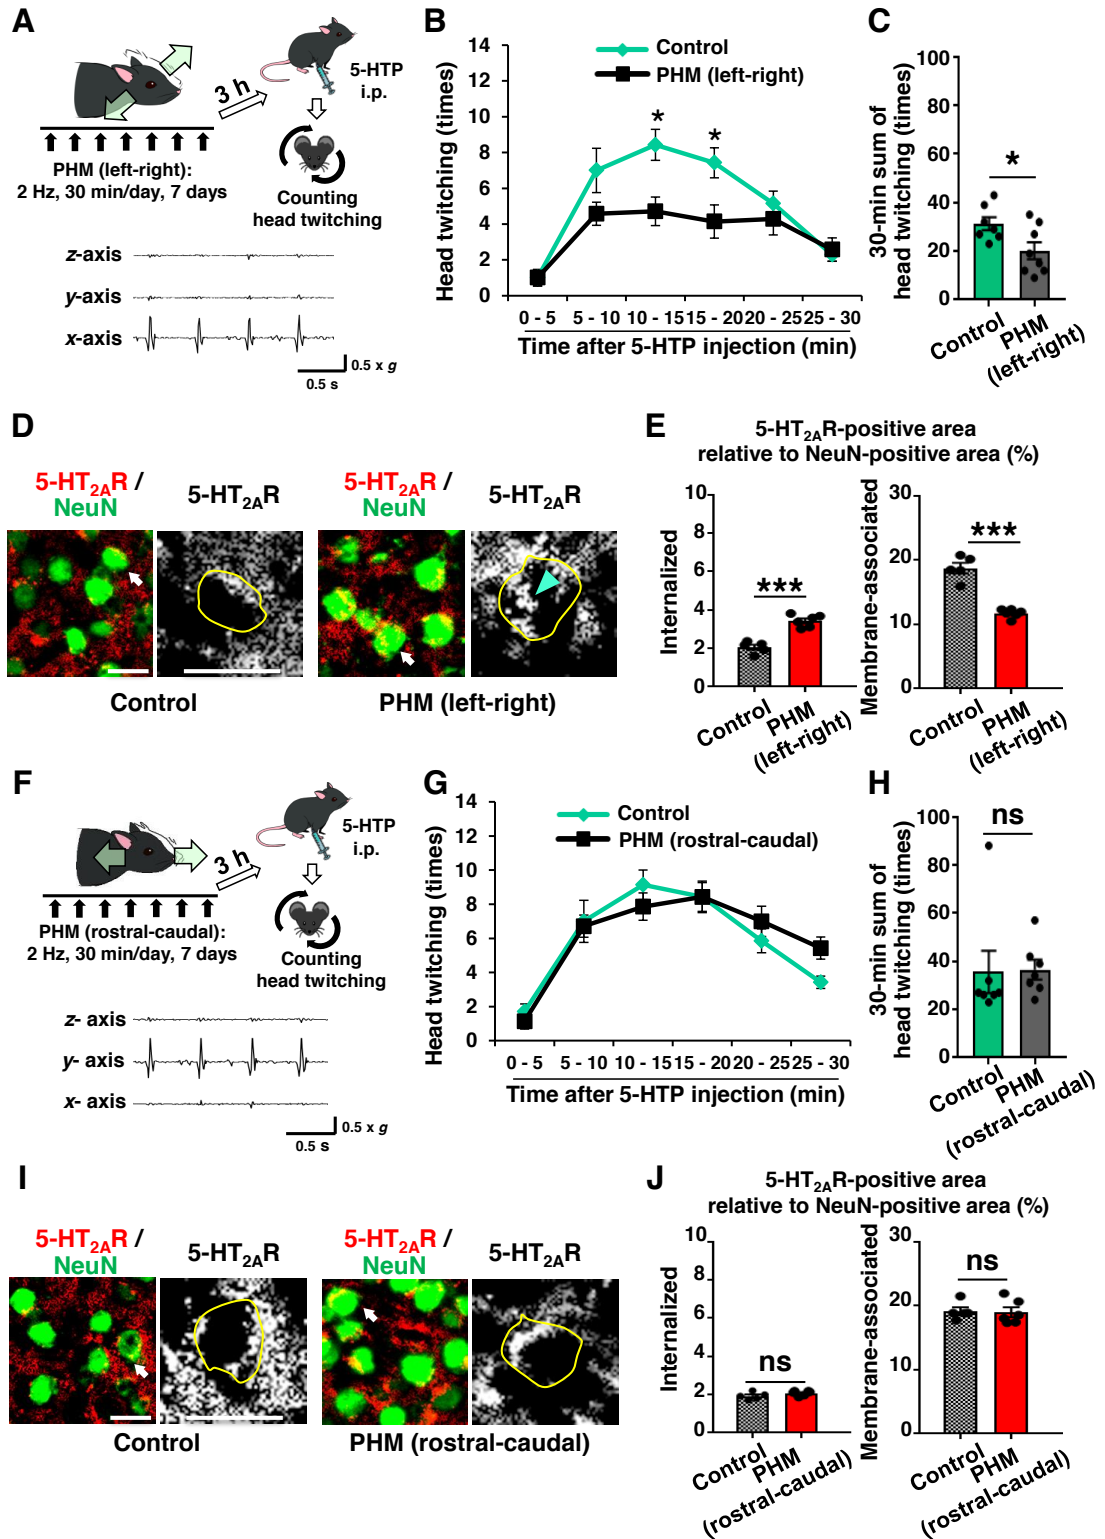 A
3 h
5-HTP
i.p.
PHM (left-right):
2 Hz, 30 min/day, 7 days
Counting
head twitching
z-axis
y-axis
x-axis
0.5 x g
0.5 s
B
Head twitching (times)
14
12
10
8
6
4
2
0
Control
PHM (left-right)
*
*
0 - 5 5 - 10 10 - 15 15 - 20 20 - 25 25 - 30
Time after 5-HTP injection (min)
C
30-min sum of
head twitching (times)
100
80
60
40
20
0
*
Control
PHM
(left-right)
D
5-HT2AR /
NeuN
5-HT2AR
5-HT2AR /
NeuN
5-HT2AR
Control
PHM (left-right)
E
5-HT2AR-positive area
relative to NeuN-positive area (%)
Internalized
10
8
6
4
2
0
***
Control
PHM
(left-right)
Membrane-associated
30
20
10
0
***
Control
PHM
(left-right)
F
3 h
5-HTP
i.p.
PHM (rostral-caudal):
2 Hz, 30 min/day, 7 days
Counting
head twitching
z- axis
y- axis
x- axis
0.5 x g
0.5 s
G
Head twitching (times)
14
12
10
8
6
4
2
0
Control
PHM (rostral-caudal)
0 - 5 5 - 10 10 - 15 15 - 20 20 - 25 25 - 30
Time after 5-HTP injection (min)
H
30-min sum of
head twitching (times)
100
80
60
40
20
0
ns
Control
PHM
(rostral-caudal)
I
5-HT2AR /
NeuN
5-HT2AR
5-HT2AR /
NeuN
5-HT2AR
Control
PHM (rostral-caudal)
J
5-HT2AR-positive area
relative to NeuN-positive area (%)
Internalized
10
8
6
4
2
0
ns
Control
PHM
(rostral-caudal)
Membrane-associated
30
20
10
0
ns
Control
PHM
(rostral-caudal)